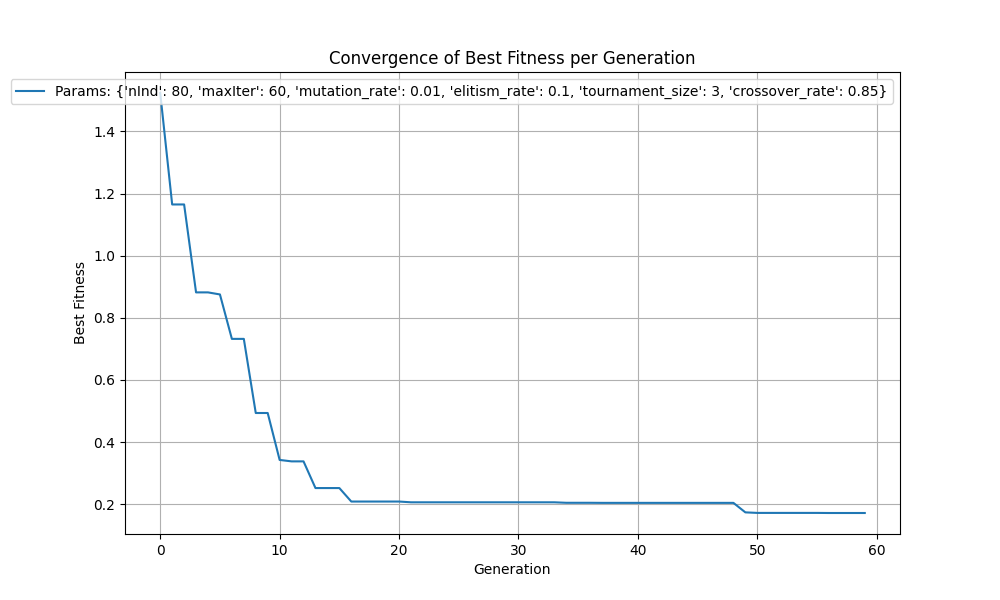 Convergence of Best Fitness per Generation
Params: {'nInd': 80, 'maxIter': 60, 'mutation_rate': 0.01, 'elitism_rate': 0.1, 'tournament_size': 3, 'crossover_rate': 0.85}
1.4
1.2
1.0
0.8
0.6
0.4
0.2
Best Fitness
0 10 20 30 40 50 60
Generation